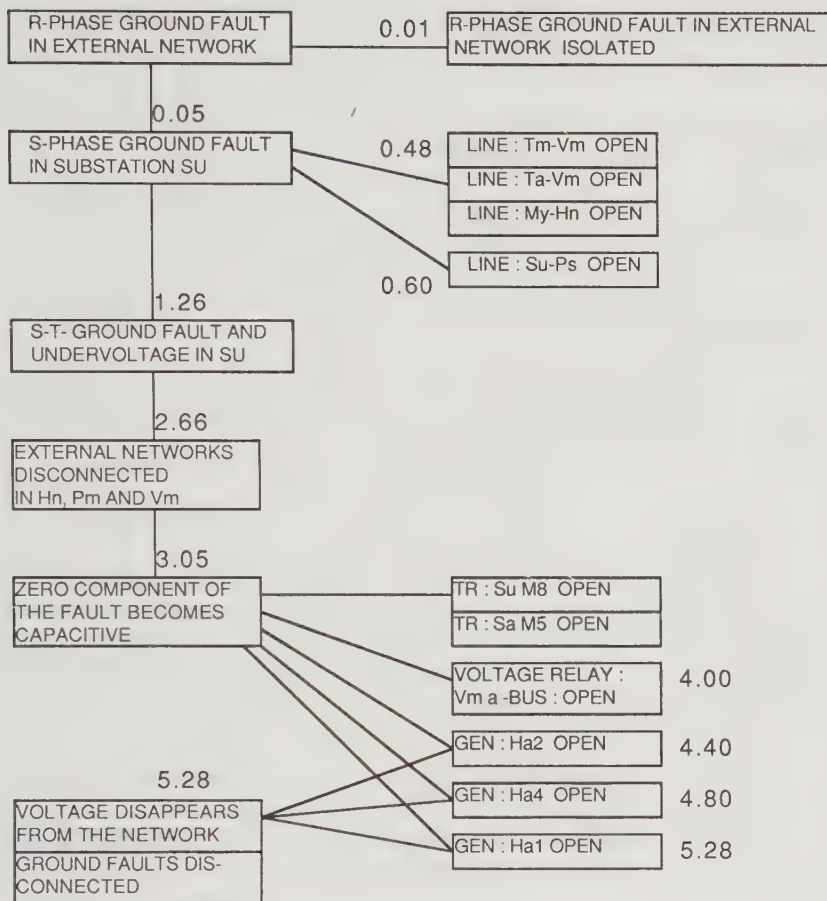 R-PHASE GROUND FAULT
IN EXTERNAL NETWORK
0.01
R-PHASE GROUND FAULT IN EXTERNAL
NETWORK ISOLATED
0.05
S-PHASE GROUND FAULT
IN SUBSTATION SU
0.48
LINE : Tm-Vm OPEN
LINE : Ta-Vm OPEN
LINE : My-Hn OPEN
0.60
LINE : Su-Ps OPEN
1.26
S-T- GROUND FAULT AND
UNDERVOLTAGE IN SU
2.66
EXTERNAL NETWORKS
DISCONNECTED
IN Hn, Pm AND Vm
3.05
ZERO COMPONENT OF
THE FAULT BECOMES
CAPACITIVE
TR : Su M8 OPEN
TR : Sa M5 OPEN
VOLTAGE RELAY :
Vm a -BUS : OPEN
4.00
GEN : Ha2 OPEN
4.40
GEN : Ha4 OPEN
4.80
GEN : Ha1 OPEN
5.28
5.28
VOLTAGE DISAPPEARS
FROM THE NETWORK
GROUND FAULTS DIS-
CONNECTED